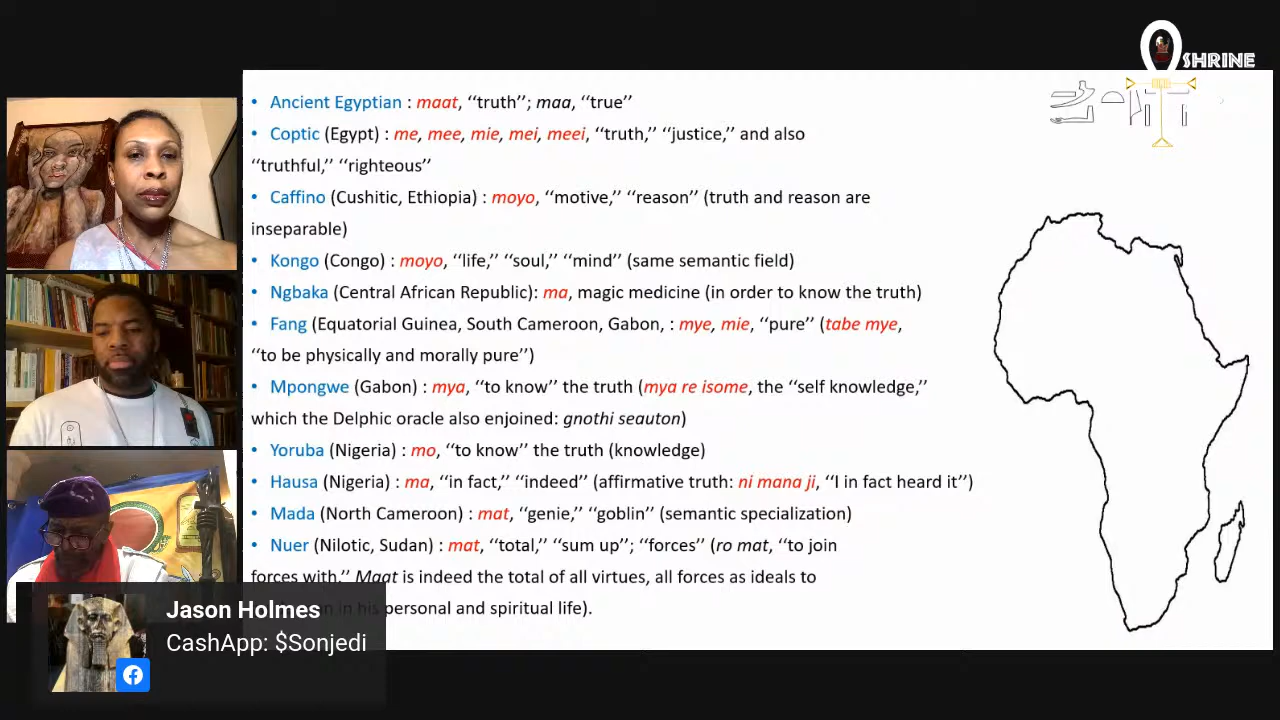 SHRINE
• Ancient Egyptian : maat, “truth”; maa, “true”
• Coptic (Egypt) : me, mee, mie, mei, meei, “truth,” “justice,” and also
“truthful,” “righteous”
• Caffino (Cushitic, Ethiopia) : moyo, “motive,” “reason” (truth and reason are
inseparable)
• Kongo (Congo) : moyo, “life,” “soul,” “mind” (same semantic field)
• Ngbaka (Central African Republic): ma, magic medicine (in order to know the truth)
• Fang (Equatorial Guinea, South Cameroon, Gabon, : mye, mie, “pure” (tabe mye,
“to be physically and morally pure”)
• Mpongwe (Gabon) : mya, “to know” the truth (mya re isome, the “self knowledge,”
which the Delphic oracle also enjoined: gnothi seauton)
• Yoruba (Nigeria) : mo, “to know” the truth (knowledge)
• Hausa (Nigeria) : ma, “in fact,” “indeed” (affirmative truth: ni mana ji, “I in fact heard it”)
• Mada (North Cameroon) : mat, “genie,” “goblin” (semantic specialization)
• Nuer (Nilotic, Sudan) : mat, “total,” “sum up”; “forces” (ro mat, “to join
forces with.” Maat is indeed the total of all virtues, all forces as ideals to
in his personal and spiritual life).
Jason Holmes
CashApp: $Sonjedi